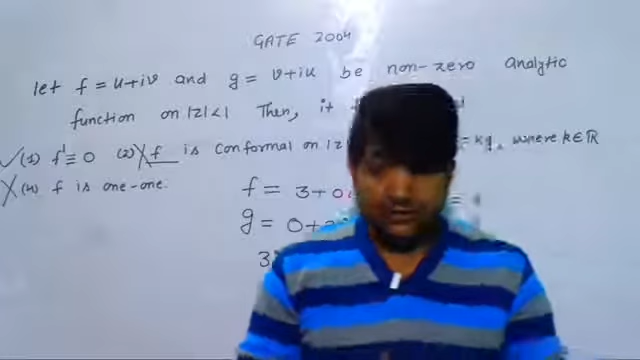 GATE 2004
let f = u+iv and g = v+iu be non-zero analytic
function on |z|<1 Then, it
(1) f' ≡ 0 (2) f is conformal on |z = kg, where k∈ℝ
(4) f is one-one.
f = 3+0 =
g = 0+
3